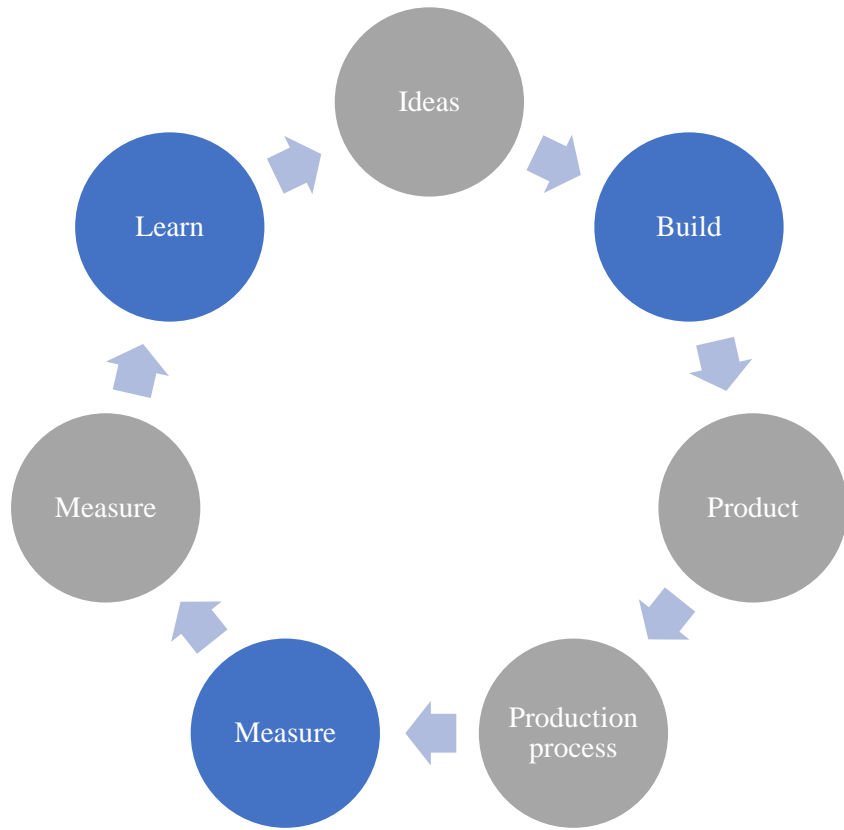 Ideas
Build
Product
Production
process
Measure
Measure
Learn